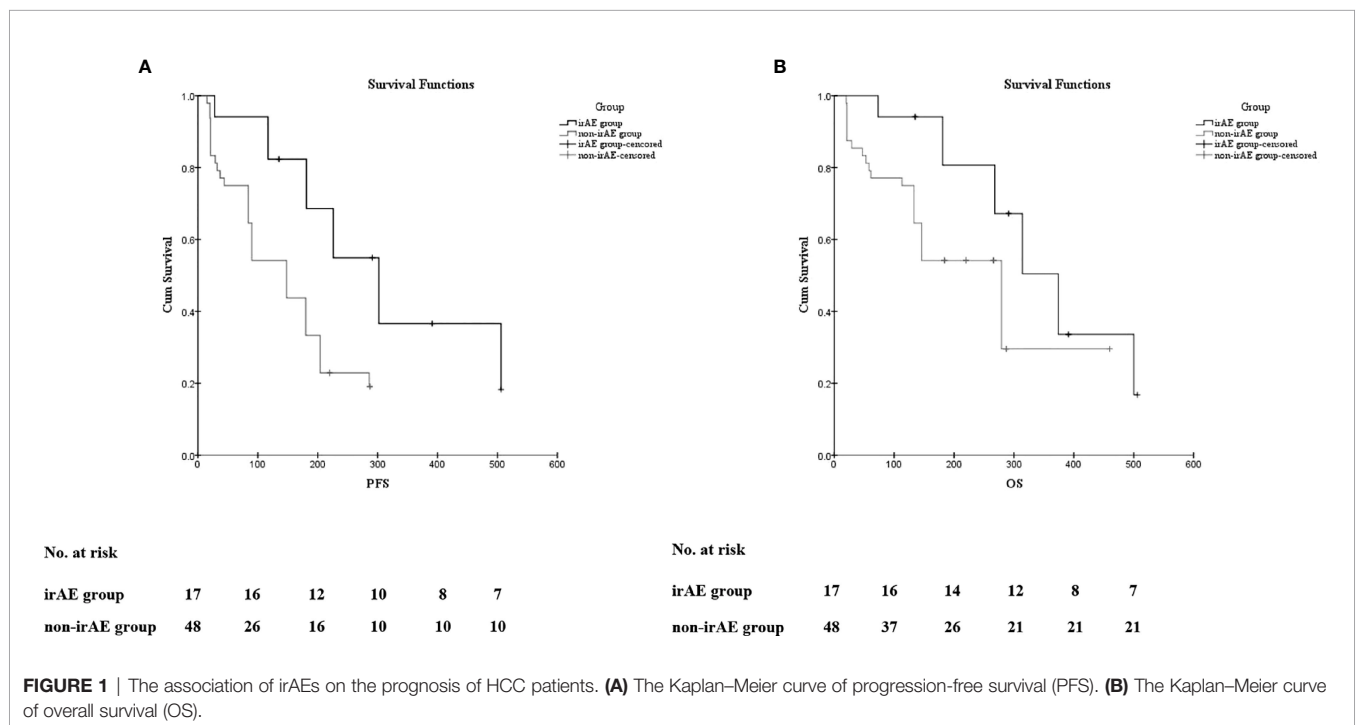 A
Survival Functions
Group
irAE group
non-irAE group
irAE group-censored
non-irAE-censored
1.0
0.8
0.6
0.4
0.2
0.0
Cum Survival
0 100 200 300 400 500 600
PFS
B
Survival Functions
Group
irAE group
non-irAE group
irAE group-censored
non-irAE group-censored
1.0
0.8
0.6
0.4
0.2
0.0
Cum Survival
0 100 200 300 400 500 600
OS
No. at risk
irAE group 17 16 12 10 8 7
non-irAE group 48 26 16 10 10 10
No. at risk
irAE group 17 16 14 12 8 7
non-irAE group 48 37 26 21 21 21
FIGURE 1 | The association of irAEs on the prognosis of HCC patients. (A) The Kaplan–Meier curve of progression-free survival (PFS). (B) The Kaplan–Meier curve
of overall survival (OS).